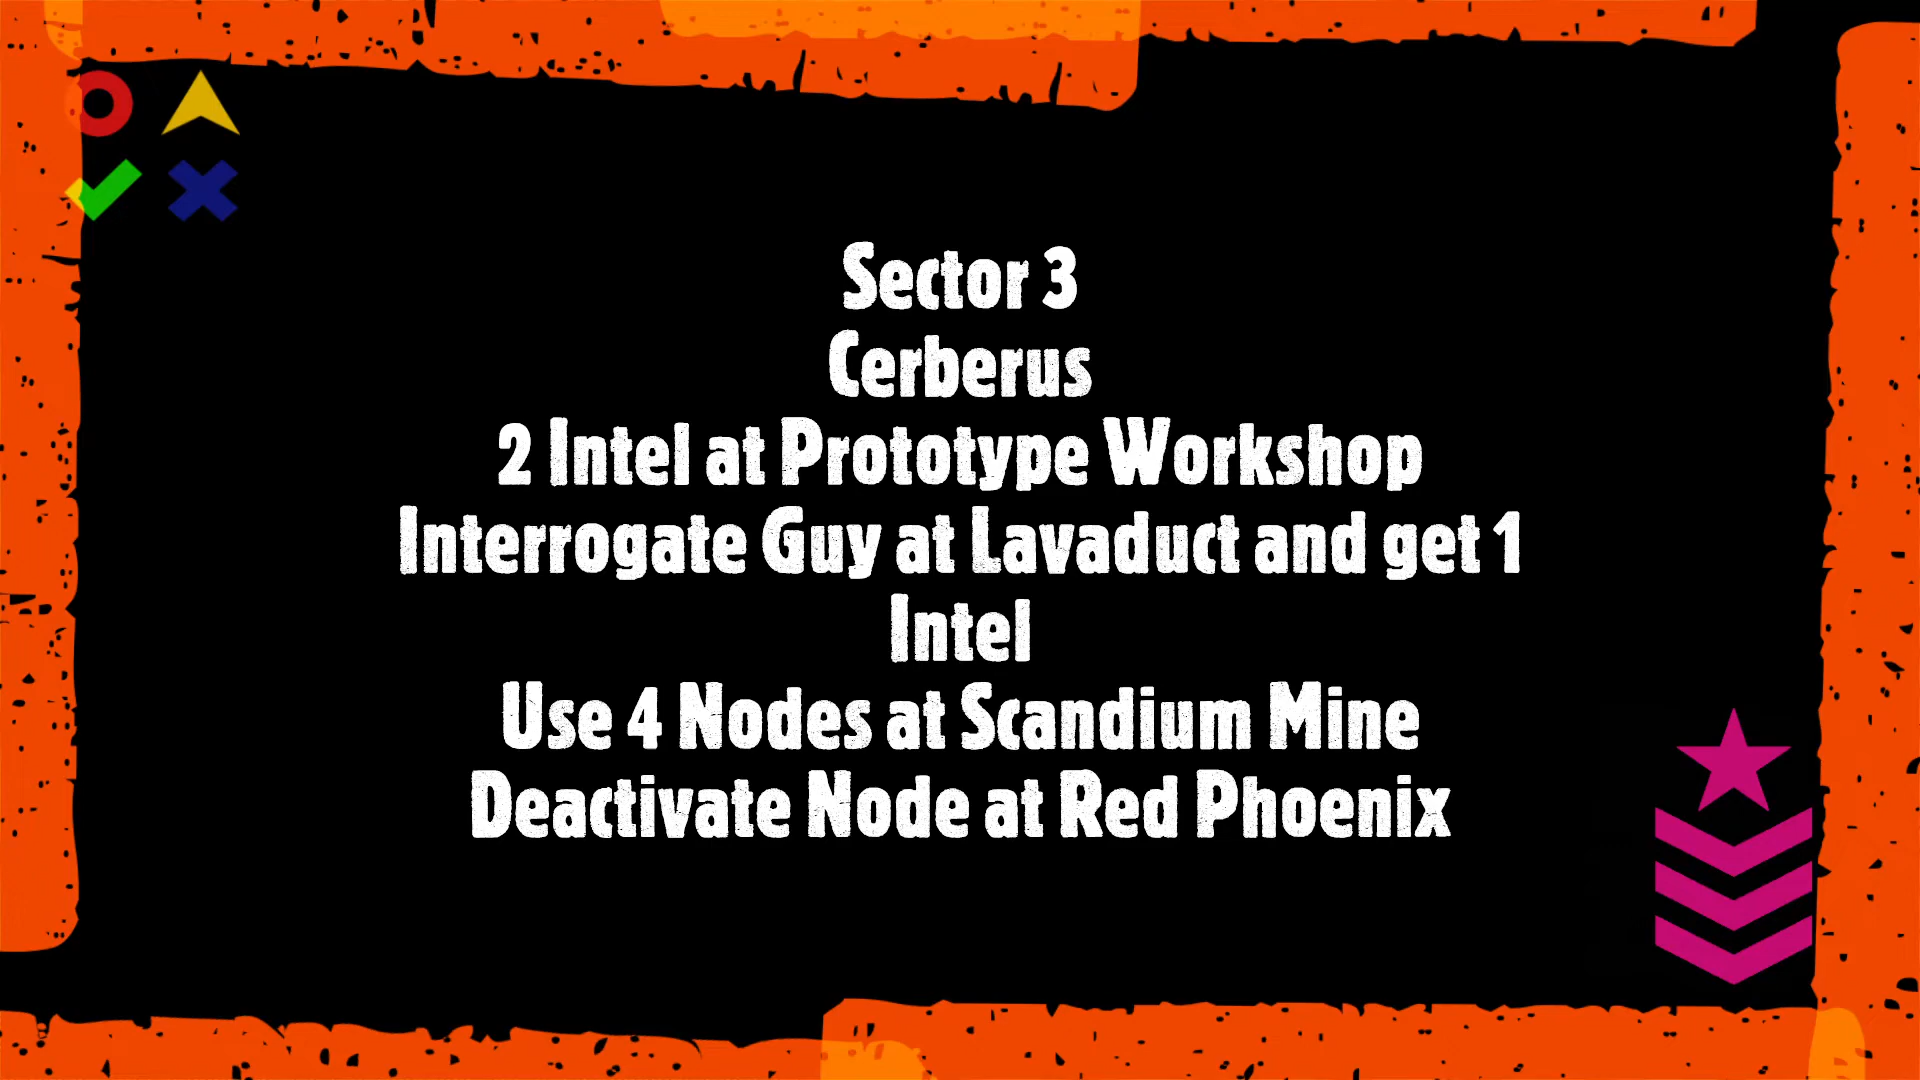 Sector 3
Cerberus
2 Intel at Prototype Workshop
Interrogate Guy at Lavaduct and get 1
Intel
Use 4 Nodes at Scandium Mine
Deactivate Node at Red Phoenix